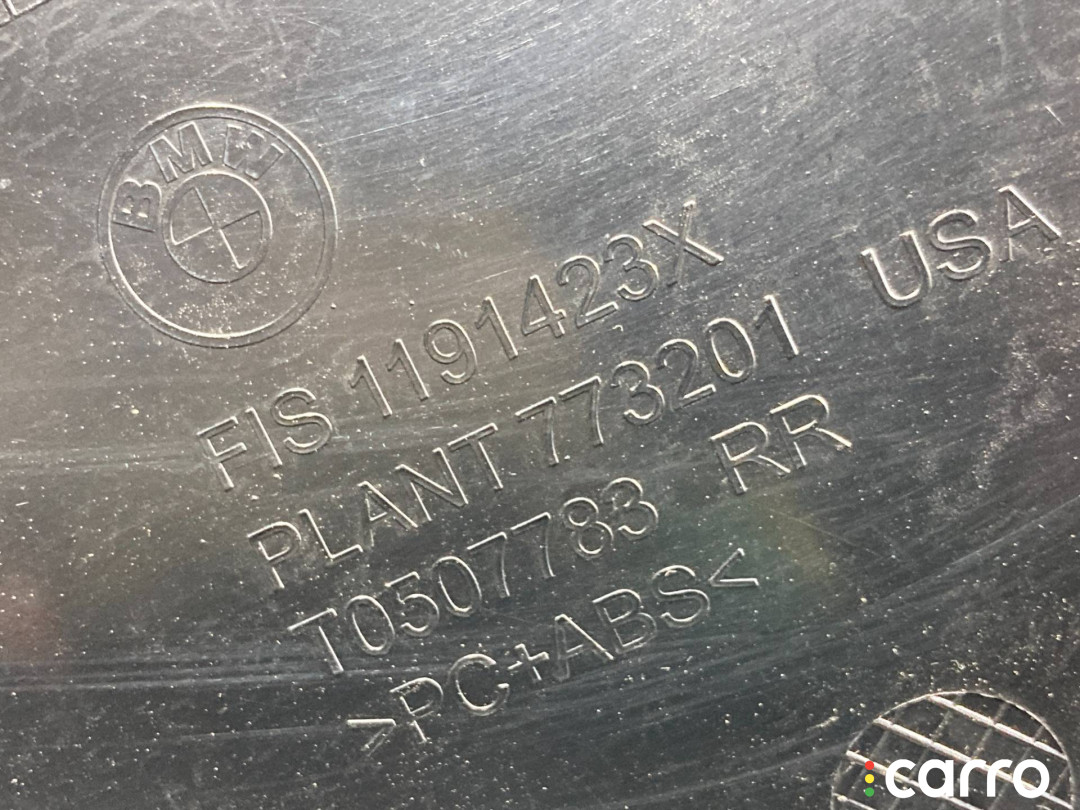 BMW
FIS 1191423X
PLANT 773201 USA
T0507783 RR
>PC+ABS<
carro